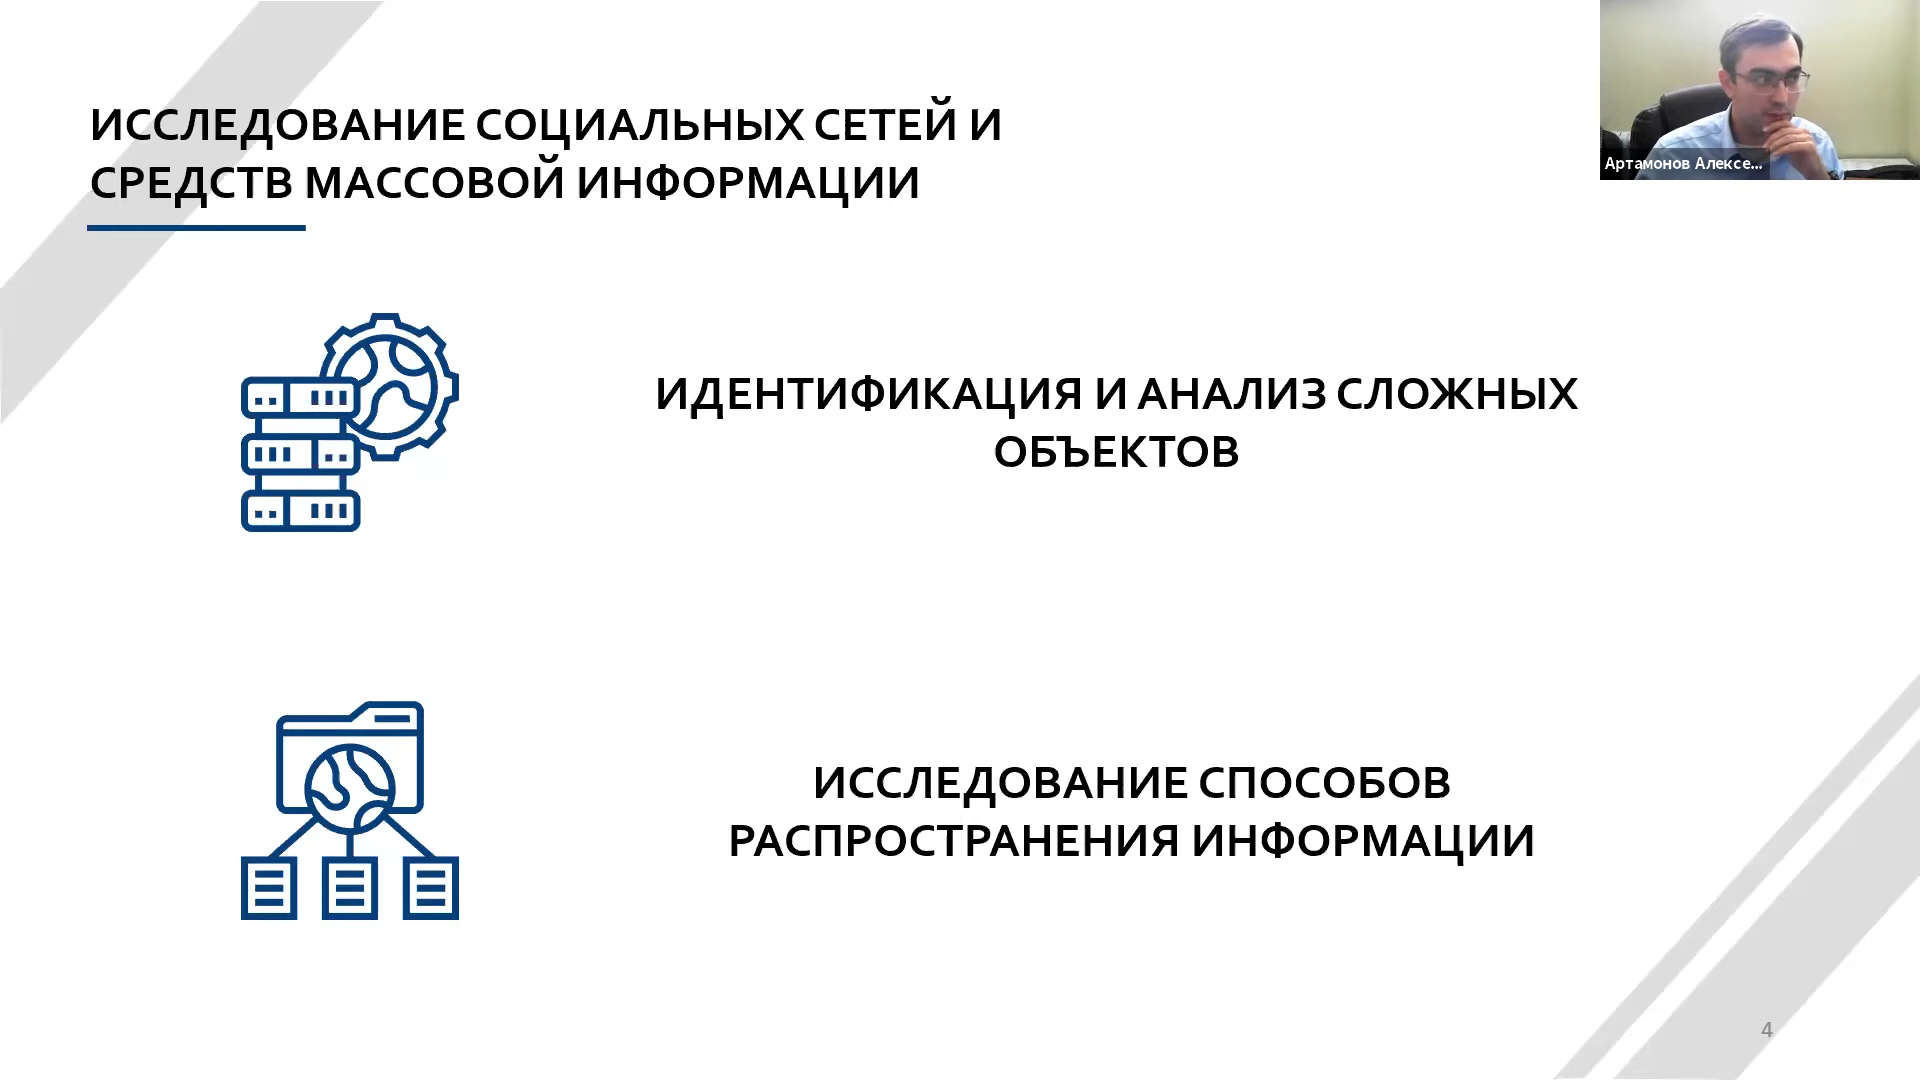 ИССЛЕДОВАНИЕ СОЦИАЛЬНЫХ СЕТЕЙ И
СРЕДСТВ МАССОВОЙ ИНФОРМАЦИИ
Артамонов Алексе...
ИДЕНТИФИКАЦИЯ И АНАЛИЗ СЛОЖНЫХ
ОБЪЕКТОВ
ИССЛЕДОВАНИЕ СПОСОБОВ
РАСПРОСТРАНЕНИЯ ИНФОРМАЦИИ
4